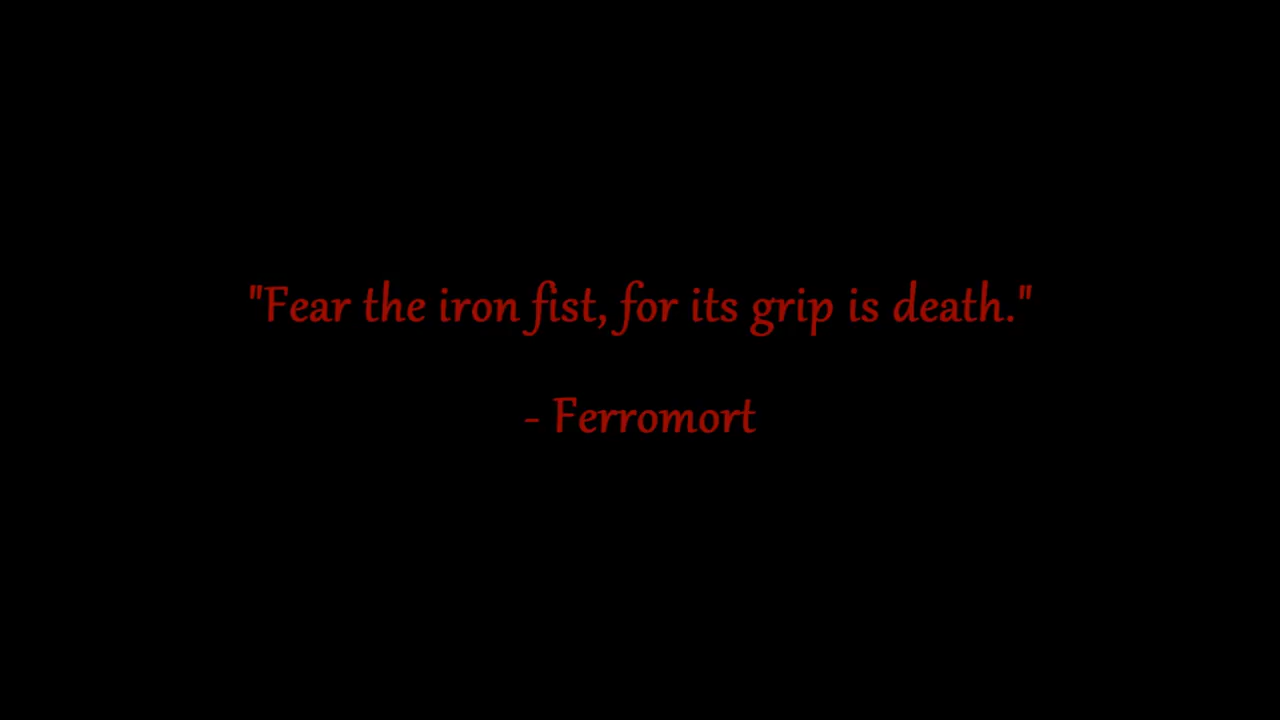 "Fear the iron fist, for its grip is death."
- Ferromort